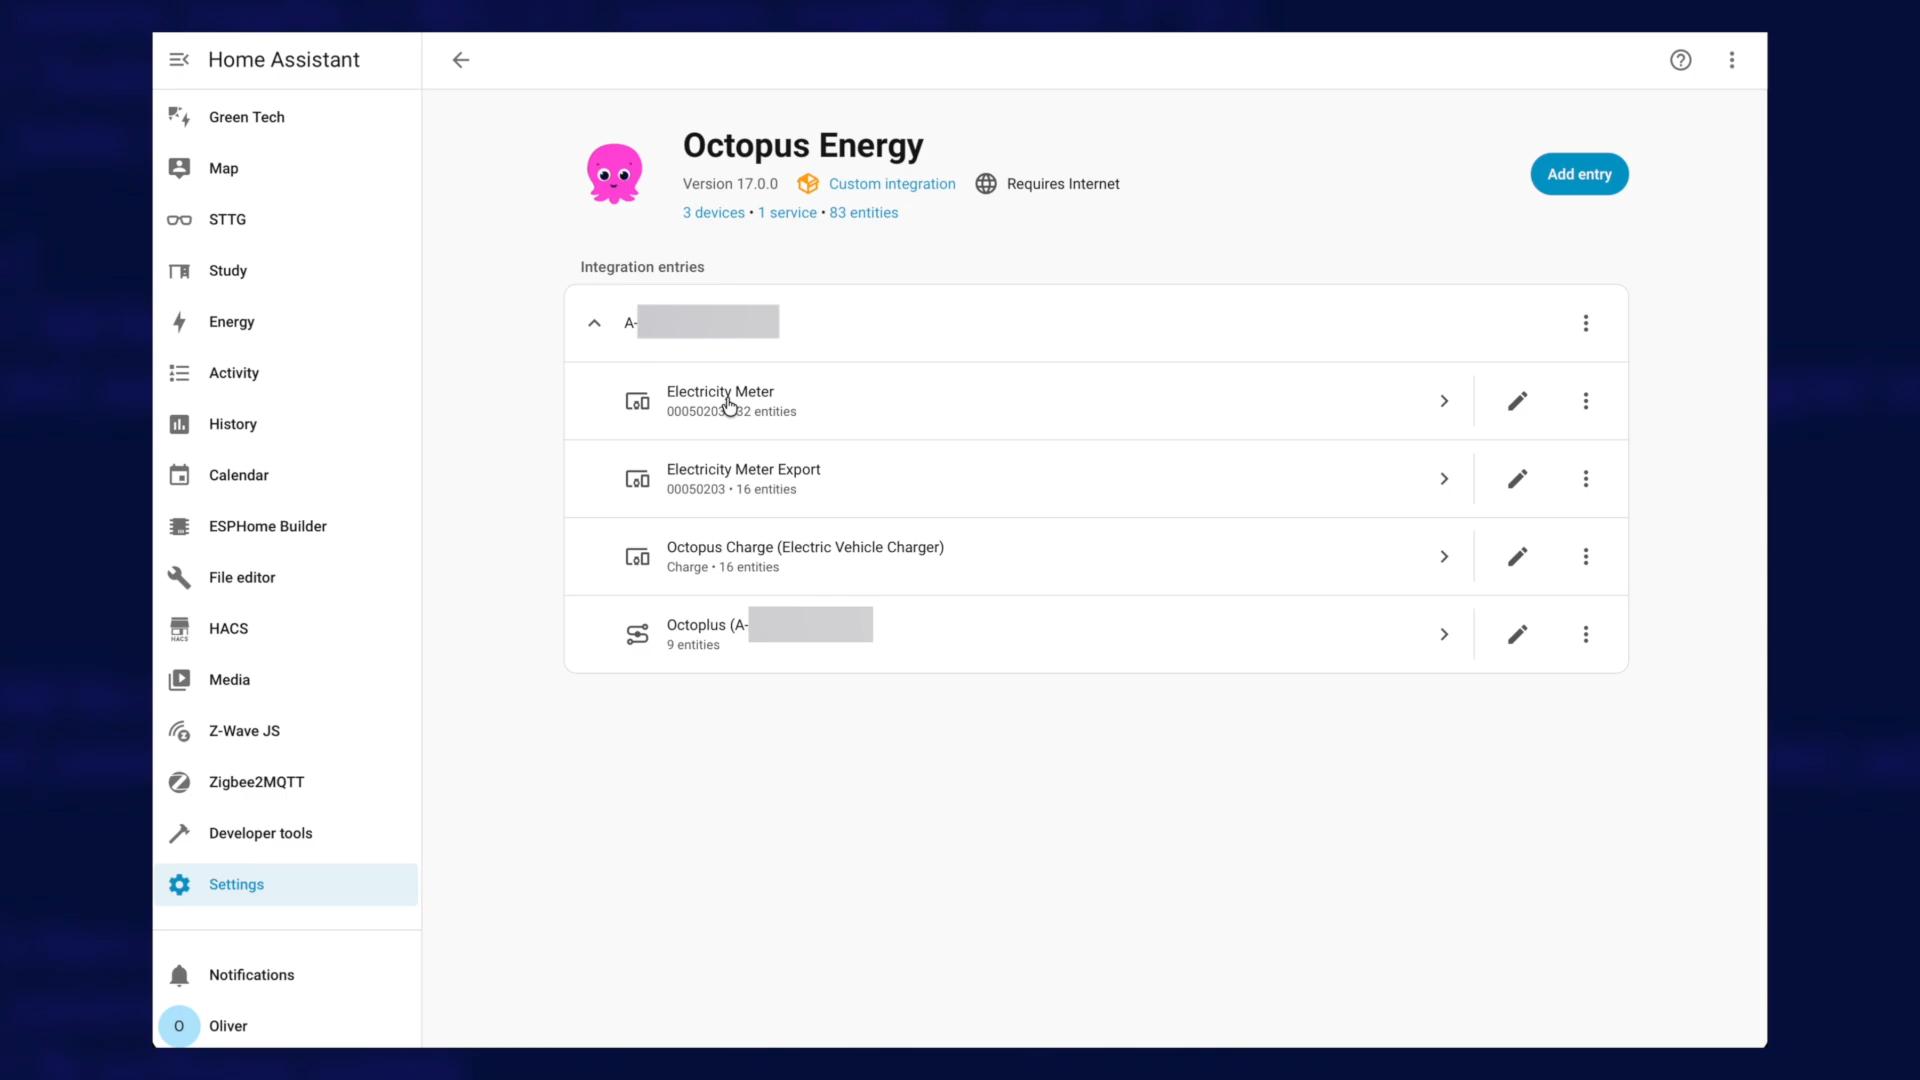 Home Assistant
Green Tech
Map
STTG
Study
Energy
Activity
History
Calendar
ESPHome Builder
File editor
HACS
HACS
Media
Z-Wave JS
Zigbee2MQTT
Developer tools
Settings
Notifications
O
Oliver
Octopus Energy
Version 17.0.0 Custom integration Requires Internet
3 devices • 1 service • 83 entities
Add entry
Integration entries
A-
Electricity Meter
00050203 32 entities
Electricity Meter Export
00050203 • 16 entities
Octopus Charge (Electric Vehicle Charger)
Charge • 16 entities
Octoplus (A-
9 entities